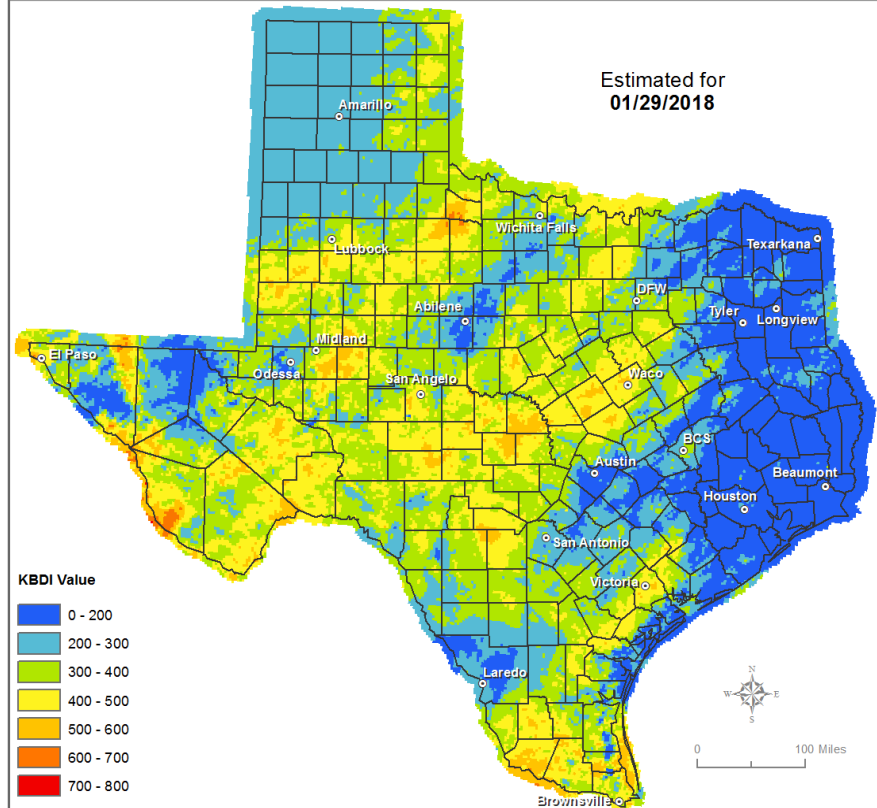 Estimated for
01/29/2018
Amarillo
Wichita Falls
Lubbock
Texarkana
DFW
Abilene
Tyler
Longview
El Paso
Midland
Odessa
San Angelo
Waco
BCS
Austin
Beaumont
Houston
San Antonio
Victoria
Laredo
Brownsville
KBDI Value
0 - 200
200 - 300
300 - 400
400 - 500
500 - 600
600 - 700
700 - 800
N
W E
S
0 100 Miles